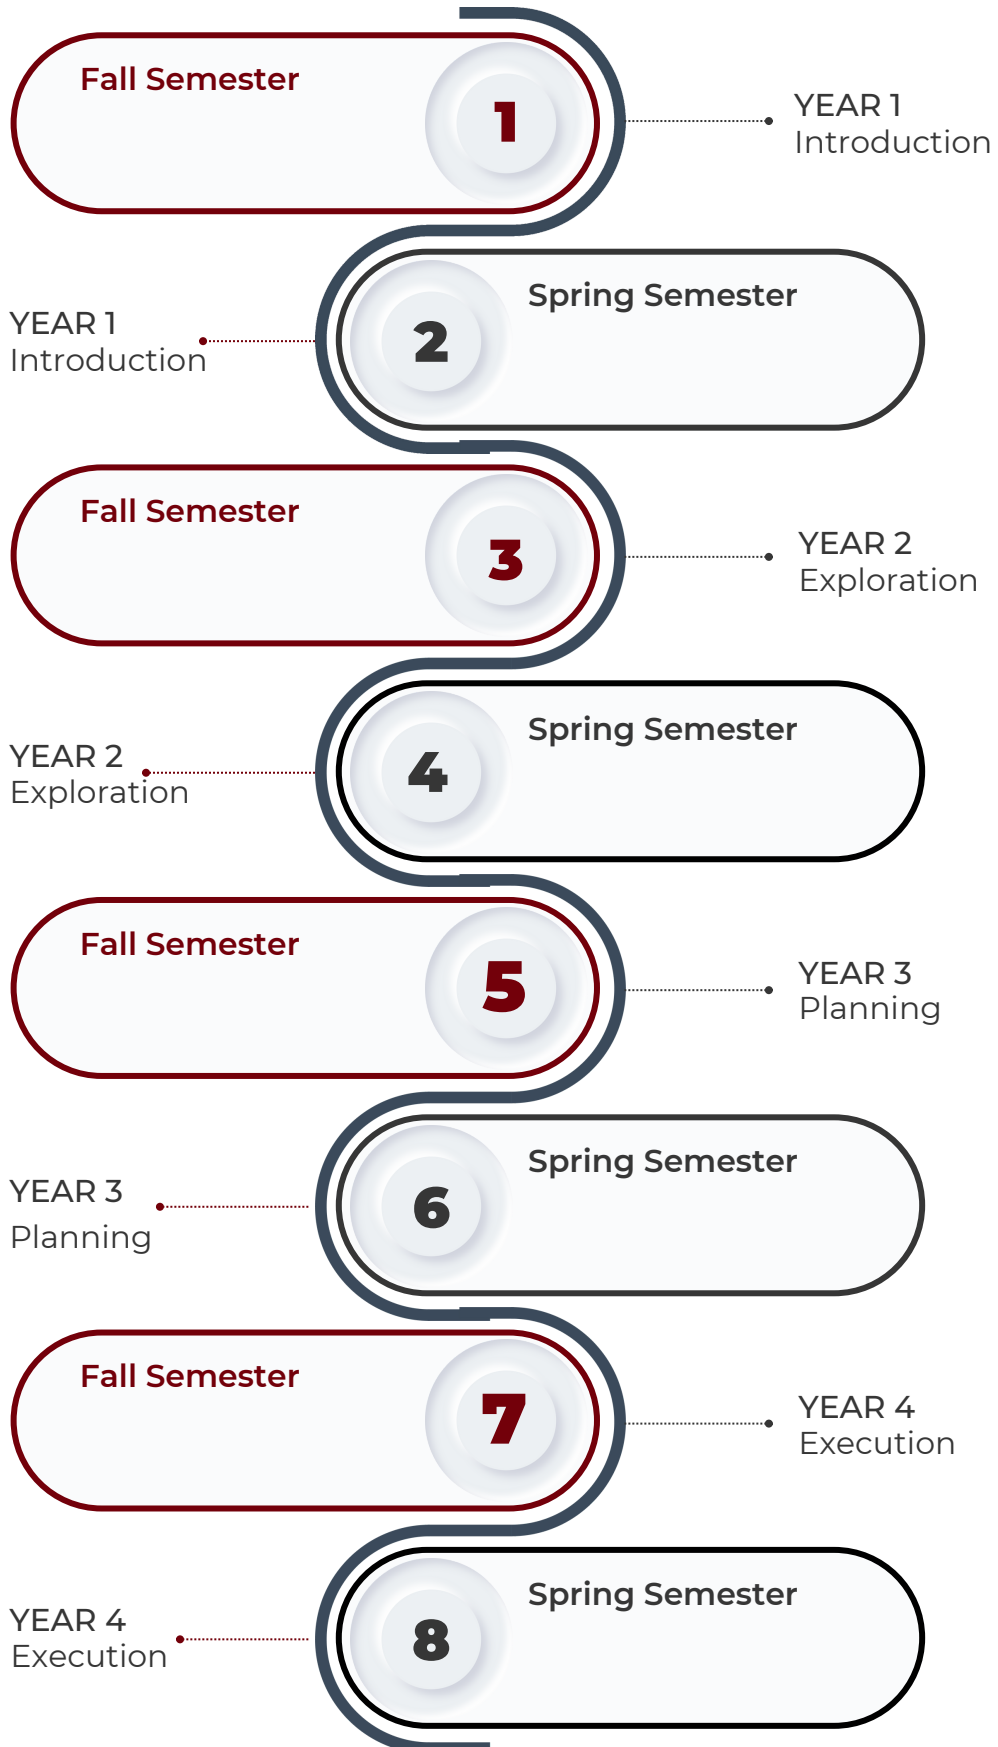 Fall Semester
1
YEAR 1
Introduction
Spring Semester
2
YEAR 1
Introduction
Fall Semester
3
YEAR 2
Exploration
Spring Semester
4
YEAR 2
Exploration
Fall Semester
5
YEAR 3
Planning
Spring Semester
6
YEAR 3
Planning
Fall Semester
7
YEAR 4
Execution
Spring Semester
8
YEAR 4
Execution